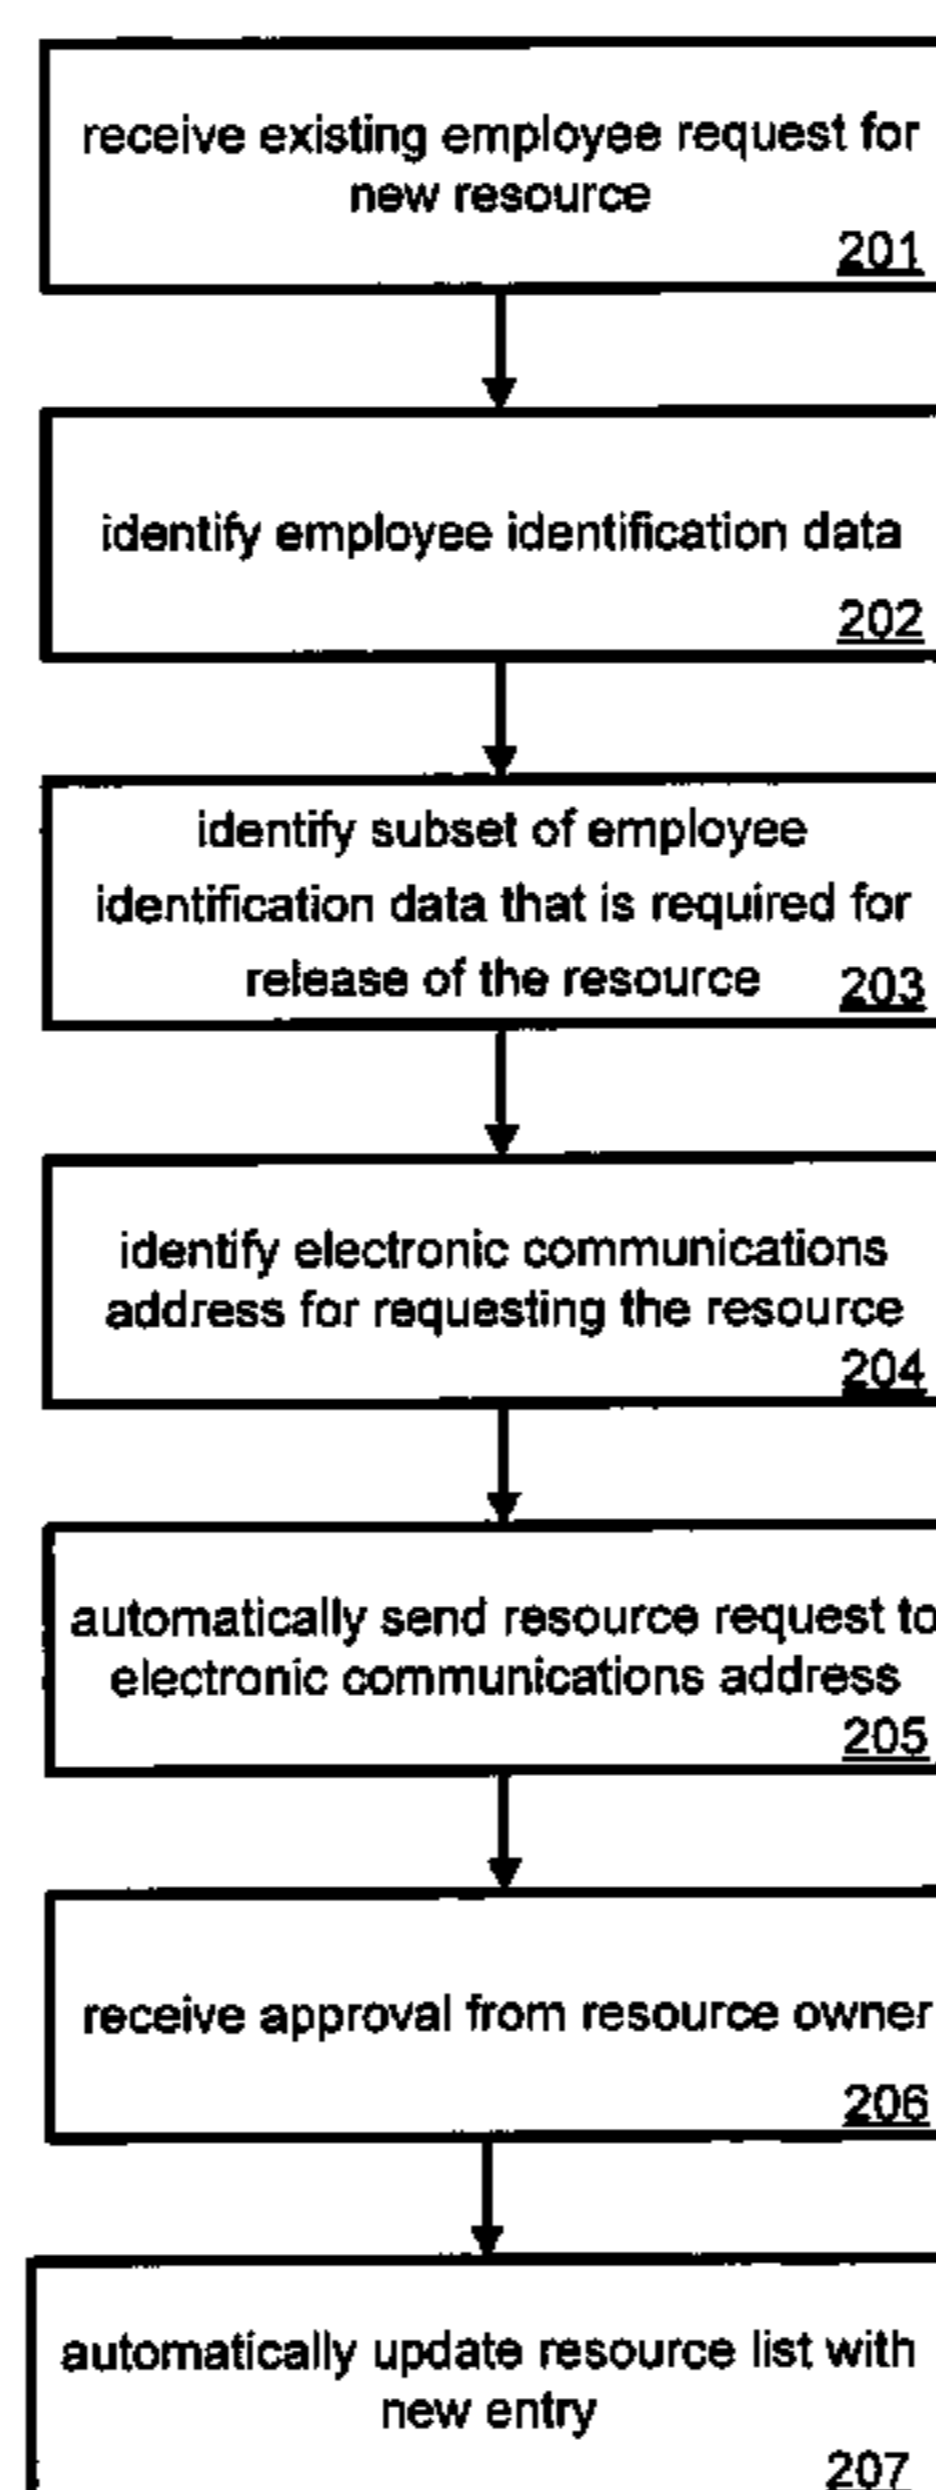 receive existing employee request for
new resource
201
identify employee identification data
202
identify subset of employee
identification data that is required for
release of the resource 203
identify electronic communications
address for requesting the resource
204
automatically send resource request to
electronic communications address
205
receive approval from resource owner
206
automatically update resource list with
new entry
207